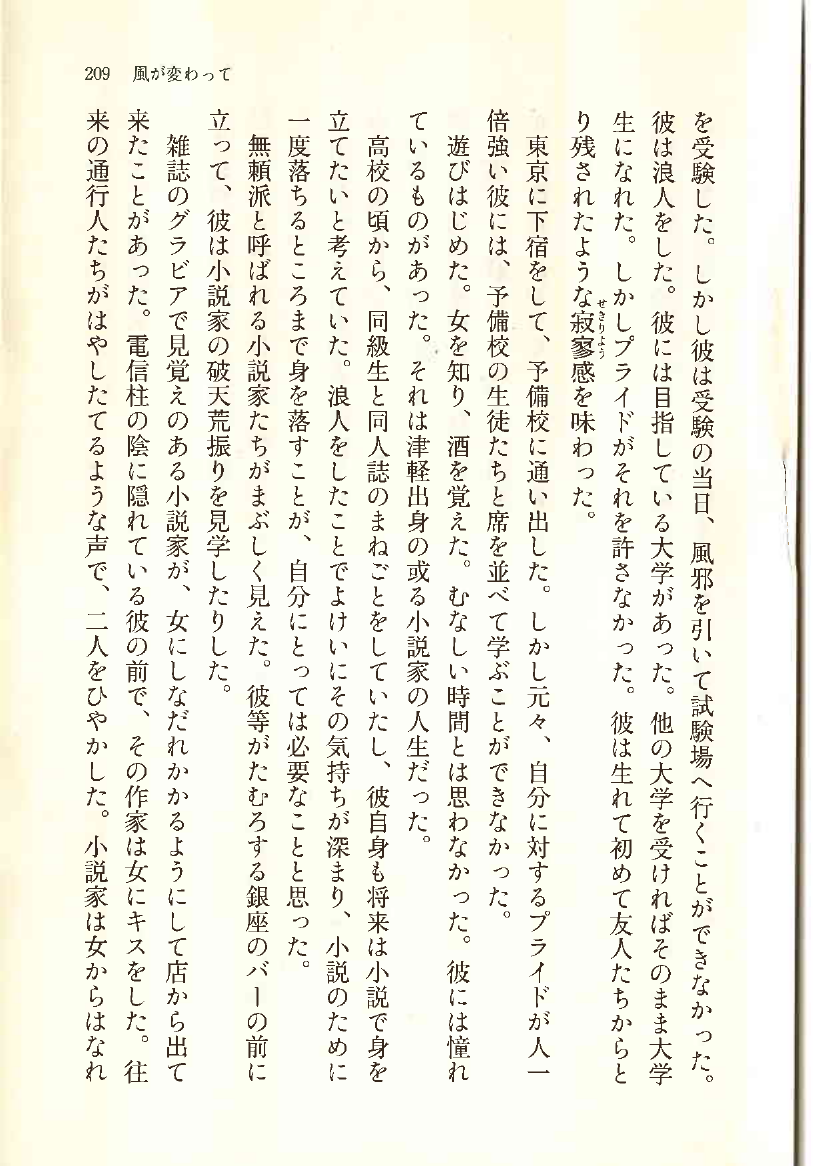 209　風が変わって
を受験した。しかし彼は受験の当日、風邪を引いて試験場へ行くことができなかった。
彼は浪人をした。彼には目指している大学があった。他の大学を受ければそのまま大学
生になれた。しかしプライドがそれを許さなかった。彼は生れて初めて友人たちからと
り残されたような寂寥感を味わった。
せきりよう
東京に下宿をして、予備校に通い出した。しかし元々、自分に対するプライドが人一
倍強い彼には、予備校の生徒たちと席を並べて学ぶことができなかった。
遊びはじめた。女を知り、酒を覚えた。むなしい時間とは思わなかった。彼には憧れ
ているものがあった。それは津軽出身の或る小説家の人生だった。
高校の頃から、同級生と同人誌のまねごとをしていたし、彼自身も将来は小説で身を
立てたいと考えていた。浪人をしたことでよけいにその気持ちが深まり、小説のために
一度落ちるところまで身を落すことが、自分にとっては必要なことと思った。
無頼派と呼ばれる小説家たちがまぶしく見えた。彼等がたむろする銀座のバーの前に
立って、彼は小説家の破天荒振りを見学したりした。
雑誌のグラビアで見覚えのある小説家が、女にしなだれかかるようにして店から出て
来たことがあった。電信柱の陰に隠れている彼の前で、その作家は女にキスをした。往
来の通行人たちがはやしたてるような声で、二人をひやかした。小説家は女からはなれ